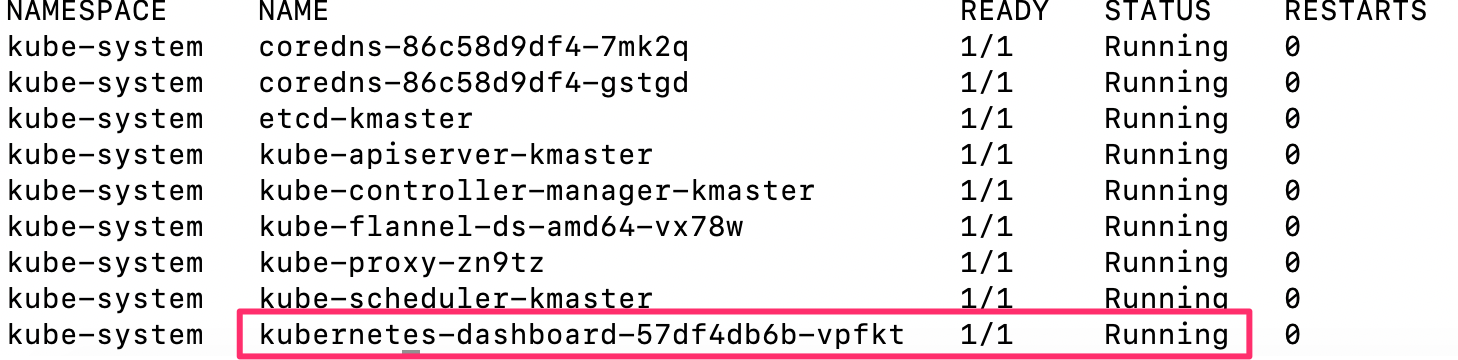 NAMESPACE NAME READY STATUS RESTARTS
kube-system coredns-86c58d9df4-7mk2q 1/1 Running 0
kube-system coredns-86c58d9df4-gstgd 1/1 Running 0
kube-system etcd-kmaster 1/1 Running 0
kube-system kube-apiserver-kmaster 1/1 Running 0
kube-system kube-controller-manager-kmaster 1/1 Running 0
kube-system kube-flannel-ds-amd64-vx78w 1/1 Running 0
kube-system kube-proxy-zn9tz 1/1 Running 0
kube-system kube-scheduler-kmaster 1/1 Running 0
kube-system kubernetes-dashboard-57df4db6b-vpfkt 1/1 Running 0